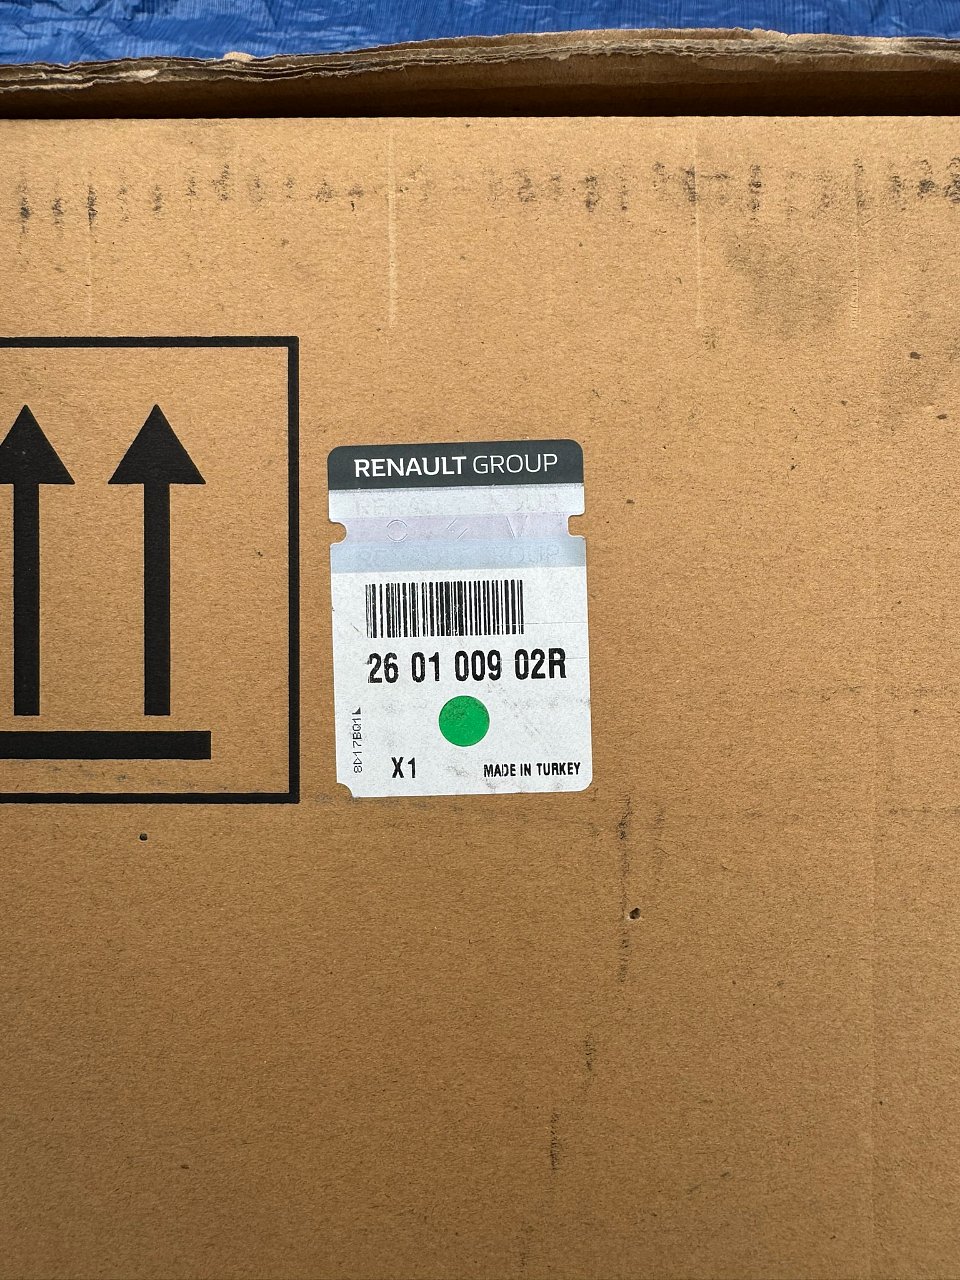 RENAULT GROUP
26 01 009 02R
X1
MADE IN TURKEY